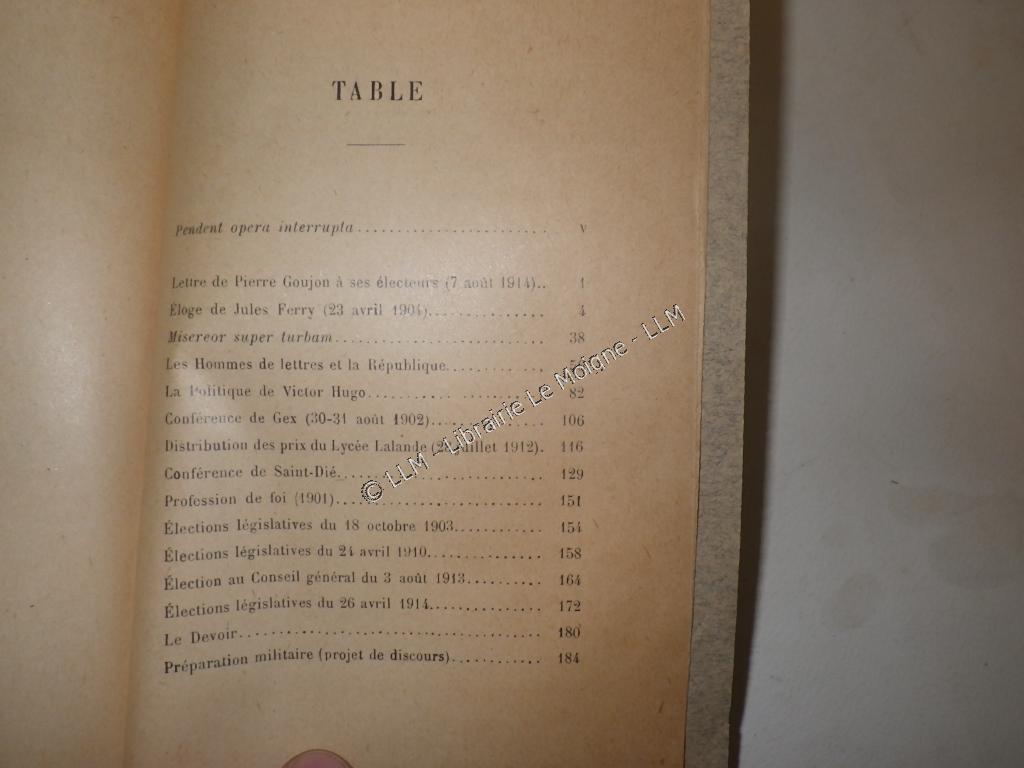 TABLE
Pendent opera interrupta........................ V
Lettre de Pierre Goujon à ses électeurs (7 août 1914).. 1
Éloge de Jules Ferry (23 avril 1904)............... 4
Misereor super turbam.......................... 38
Les Hommes de lettres et la République............
La Politique de Victor Hugo...................... 82
Conférence de Gex (30-31 août 1902).............. 106
Distribution des prix du Lycée Lalande ( juillet 1912). 116
Conférence de Saint-Dié.......................... 129
Profession de foi (1901).......................... 151
Élections législatives du 18 octobre 1903........... 154
Élections législatives du 24 avril 1910.............. 158
Élection au Conseil général du 3 août 1913.......... 164
Élections législatives du 26 avril 1914.............. 172
Le Devoir...................................... 180
Préparation militaire (projet de discours)............ 184
© LLM - Librairie Le Moigne - LLM